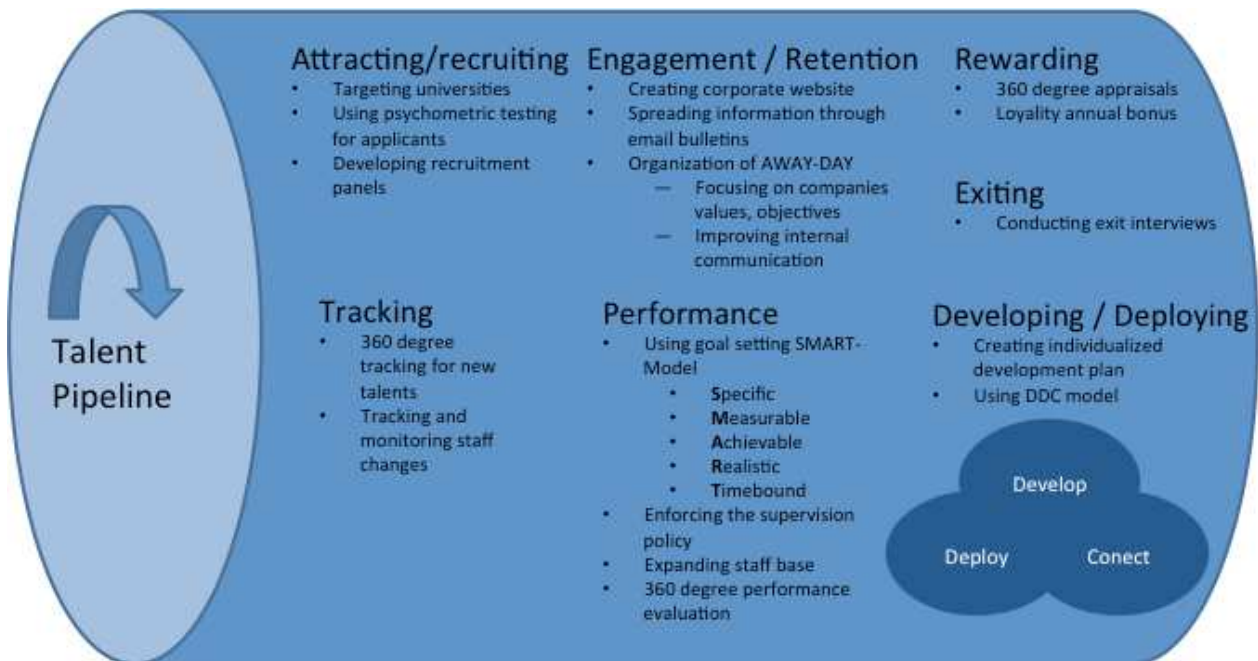 Talent
Pipeline
Attracting/recruiting
• Targeting universities
• Using psychometric testing
for applicants
• Developing recruitment
panels
Engagement / Retention
• Creating corporate website
• Spreading information through
email bulletins
• Organization of AWAY-DAY
— Focusing on companies
values, objectives
— Improving internal
communication
Rewarding
• 360 degree appraisals
• Loyality annual bonus
Exiting
• Conducting exit interviews
Tracking
• 360 degree
tracking for new
talents
• Tracking and
monitoring staff
changes
Performance
• Using goal setting SMART-
Model
• Specific
• Measurable
• Achievable
• Realistic
• Timebound
• Enforcing the supervision
policy
• Expanding staff base
• 360 degree performance
evaluation
Developing / Deploying
• Creating individualized
development plan
• Using DDC model
Develop
Deploy
Conect